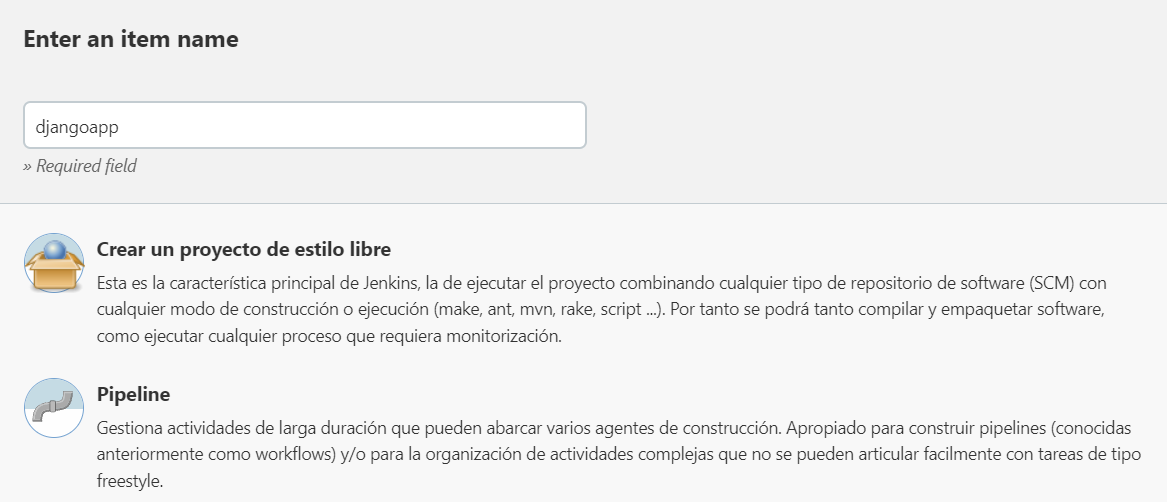 Enter an item name
djangoapp
» Required field
Crear un proyecto de estilo libre
Esta es la característica principal de Jenkins, la de ejecutar el proyecto combinando cualquier tipo de repositorio de software (SCM) con
cualquier modo de construcción o ejecución (make, ant, mvn, rake, script ...). Por tanto se podrá tanto compilar y empaquetar software,
como ejecutar cualquier proceso que requiera monitorización.
Pipeline
Gestiona actividades de larga duración que pueden abarcar varios agentes de construcción. Apropiado para construir pipelines (conocidas
anteriormente como workflows) y/o para la organización de actividades complejas que no se pueden articular facilmente con tareas de tipo
freestyle.